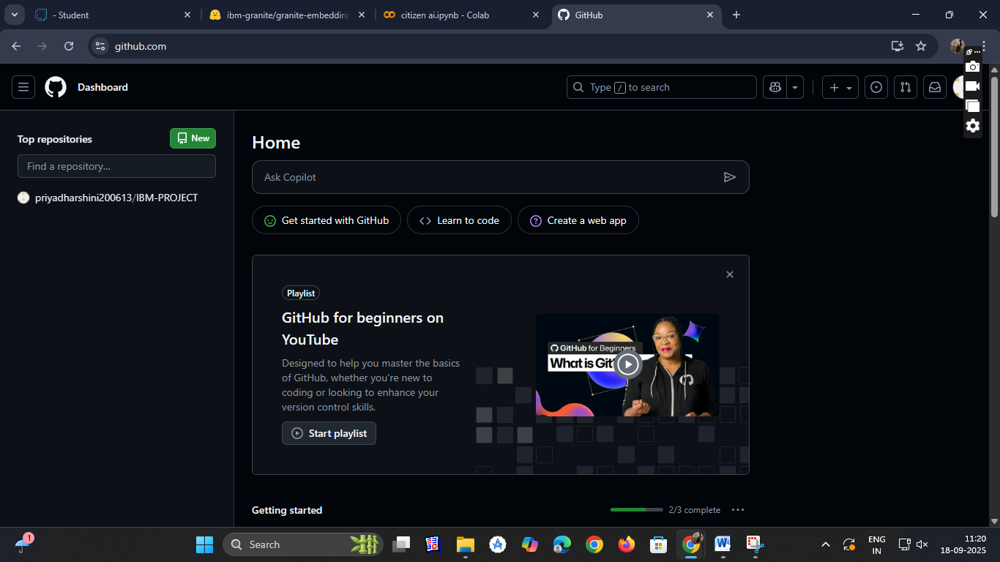 - Student
ibm-granite/granite-embedding
citizen ai.ipynb - Colab
GitHub
github.com
Dashboard
Type / to search
Top repositories
New
Find a repository...
priyadharshini200613/IBM-PROJECT
Home
Ask Copilot
Get started with GitHub
Learn to code
Create a web app
Playlist
GitHub for beginners on
YouTube
Designed to help you master the basics
of GitHub, whether you're new to
coding or looking to enhance your
version control skills.
Start playlist
GitHub for Beginners
What is Git
Getting started
2/3 complete
1
Search
ENG
IN
11:20
18-09-2025